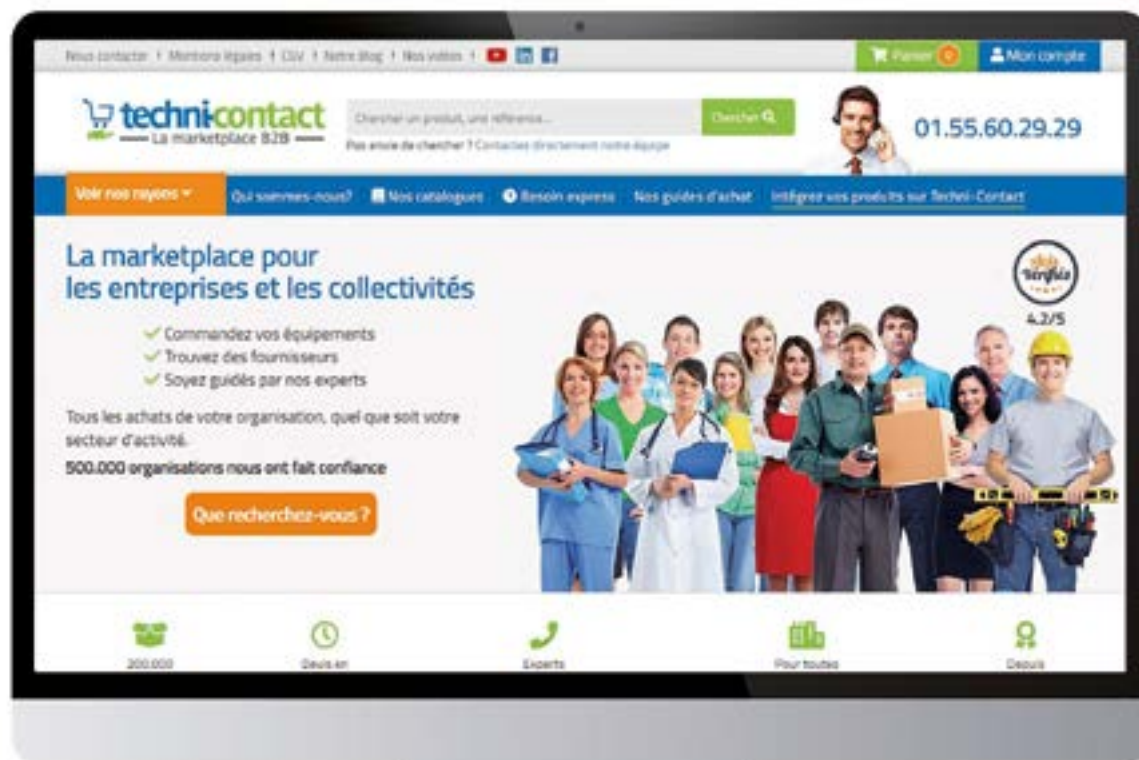 Nous contacter | Mentions légales | CGV | Notre Blog | Nos vidéos |
Panier 0
Mon compte
techni-contact
La marketplace B2B
Chercher un produit, une référence...
Chercher
Pas envie de chercher ? Contactez directement notre équipe
01.55.60.29.29
Voir nos rayons
Qui sommes-nous?
Nos catalogues
Besoin express
Nos guides d'achat
Intégrez vos produits sur Techni-Contact
La marketplace pour
les entreprises et les collectivités
Commandez vos équipements
Trouvez des fournisseurs
Soyez guidés par nos experts
Tous les achats de votre organisation, quel que soit votre
secteur d'activité.
500.000 organisations nous ont fait confiance
Que recherchez-vous ?
Avis
Vérifiés
4.2/5
200.000
Devis en
Experts
Pour toutes
Depuis